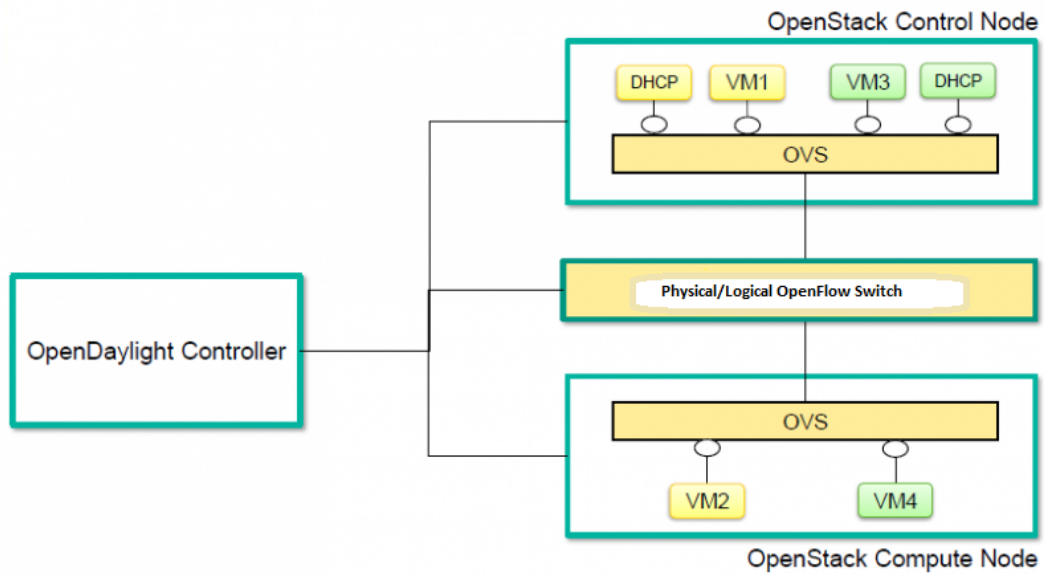 OpenStack Control Node
DHCP
VM1
VM3
DHCP
OVS
Physical/Logical OpenFlow Switch
OpenDaylight Controller
OVS
VM2
VM4
OpenStack Compute Node